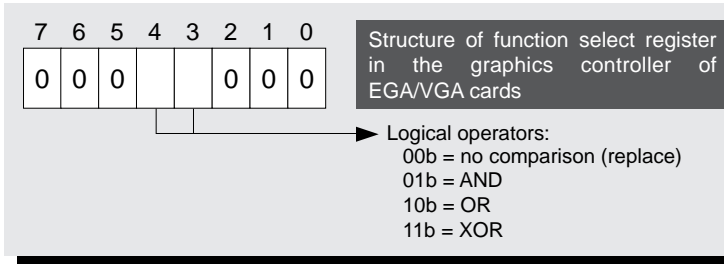 7 6 5 4 3 2 1 0
0 0 0 0 0 0
Structure of function select register
in the graphics controller of
EGA/VGA cards
Logical operators:
00b = no comparison (replace)
01b = AND
10b = OR
11b = XOR